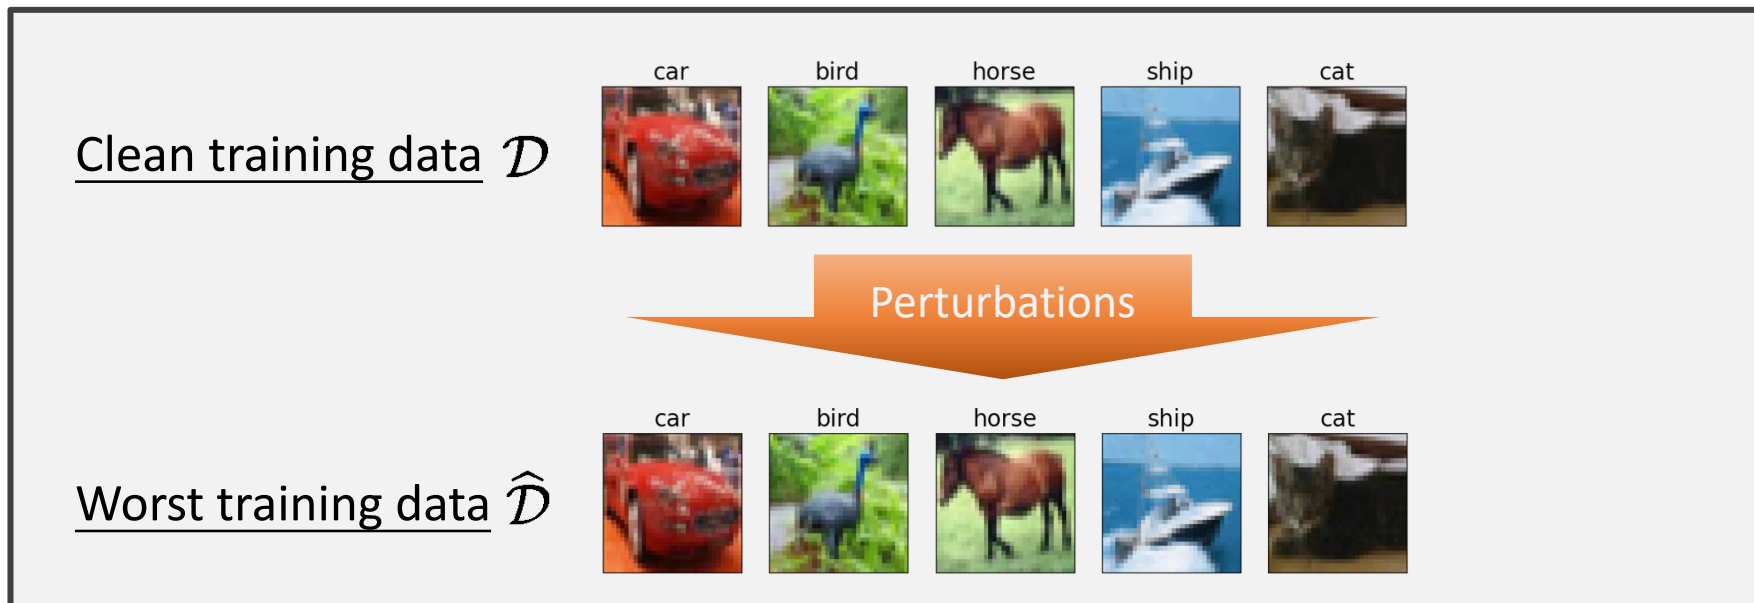 car bird horse ship cat
Clean training data 𝒟
Perturbations
car bird horse ship cat
Worst training data 𝒟̂